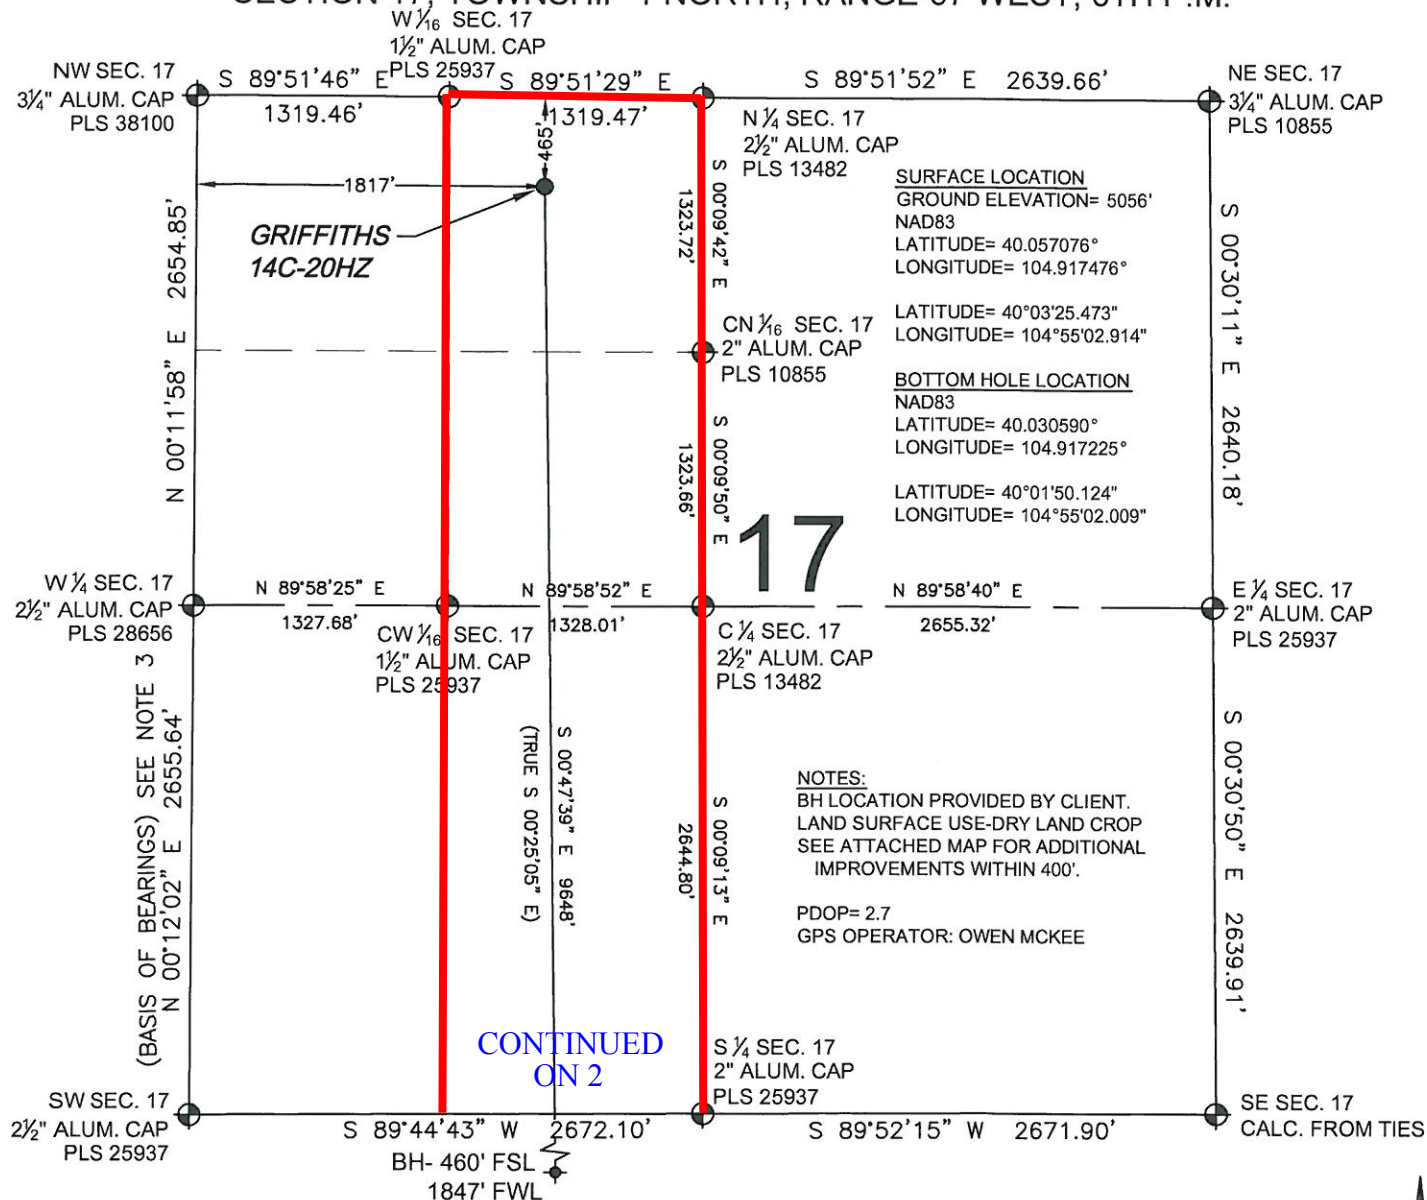 SECTION 17, TOWNSHIP 1 NORTH, RANGE 67 WEST, 6TH P.M.
W 1/16 SEC. 17
1½" ALUM. CAP
PLS 25937
NW SEC. 17
3¼" ALUM. CAP
PLS 38100
S 89°51'46" E
1319.46'
S 89°51'29" E
1319.47'
S 89°51'52" E 2639.66'
NE SEC. 17
3¼" ALUM. CAP
PLS 10855
N ¼ SEC. 17
2½" ALUM. CAP
PLS 13482
465'
1817'
GRIFFITHS
14C-20HZ
N 00°11'58" E 2654.85'
S 00°09'42" E
1323.72'
SURFACE LOCATION
GROUND ELEVATION= 5056'
NAD83
LATITUDE= 40.057076°
LONGITUDE= 104.917476°
LATITUDE= 40°03'25.473"
LONGITUDE= 104°55'02.914"
BOTTOM HOLE LOCATION
NAD83
LATITUDE= 40.030590°
LONGITUDE= 104.917225°
LATITUDE= 40°01'50.124"
LONGITUDE= 104°55'02.009"
S 00°30'11" E 2640.18'
CN 1/16 SEC. 17
2" ALUM. CAP
PLS 10855
S 00°09'50" E
1323.66'
17
W ¼ SEC. 17
2½" ALUM. CAP
PLS 28656
N 89°58'25" E
1327.68'
N 89°58'52" E
1328.01'
N 89°58'40" E
2655.32'
E ¼ SEC. 17
2" ALUM. CAP
PLS 25937
CW 1/16 SEC. 17
1½" ALUM. CAP
PLS 25937
C ¼ SEC. 17
2½" ALUM. CAP
PLS 13482
(BASIS OF BEARINGS) SEE NOTE 3
N 00°12'02" E 2655.64'
S 00°47'39" E 9648'
(TRUE S 00°25'05" E)
S 00°09'13" E
2644.80'
NOTES:
BH LOCATION PROVIDED BY CLIENT.
LAND SURFACE USE-DRY LAND CROP
SEE ATTACHED MAP FOR ADDITIONAL
IMPROVEMENTS WITHIN 400'.
PDOP= 2.7
GPS OPERATOR: OWEN MCKEE
S 00°30'50" E 2639.91'
CONTINUED
ON 2
S ¼ SEC. 17
2" ALUM. CAP
PLS 25937
SW SEC. 17
2½" ALUM. CAP
PLS 25937
S 89°44'43" W 2672.10'
S 89°52'15" W 2671.90'
SE SEC. 17
CALC. FROM TIES
BH- 460' FSL
1847' FWL